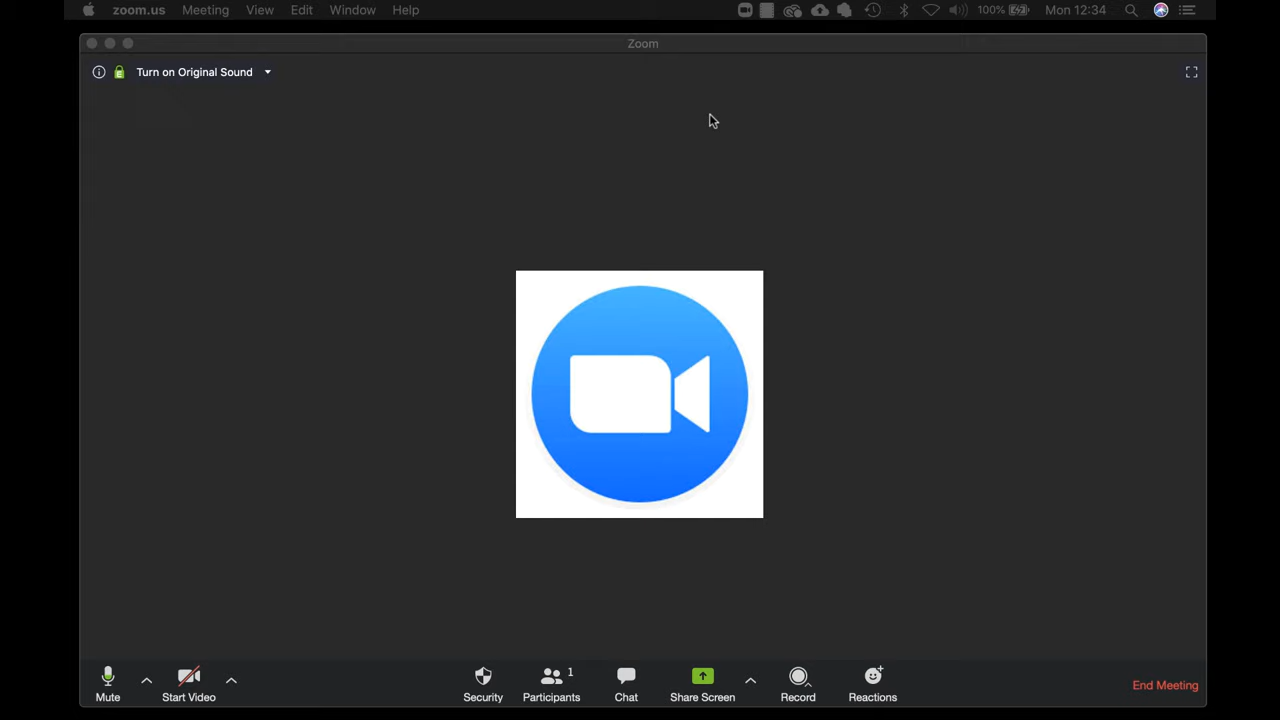 zoom.us Meeting View Edit Window Help 100% Mon 12:34
Zoom
Turn on Original Sound
1
Mute Start Video Security Participants Chat Share Screen Record Reactions End Meeting